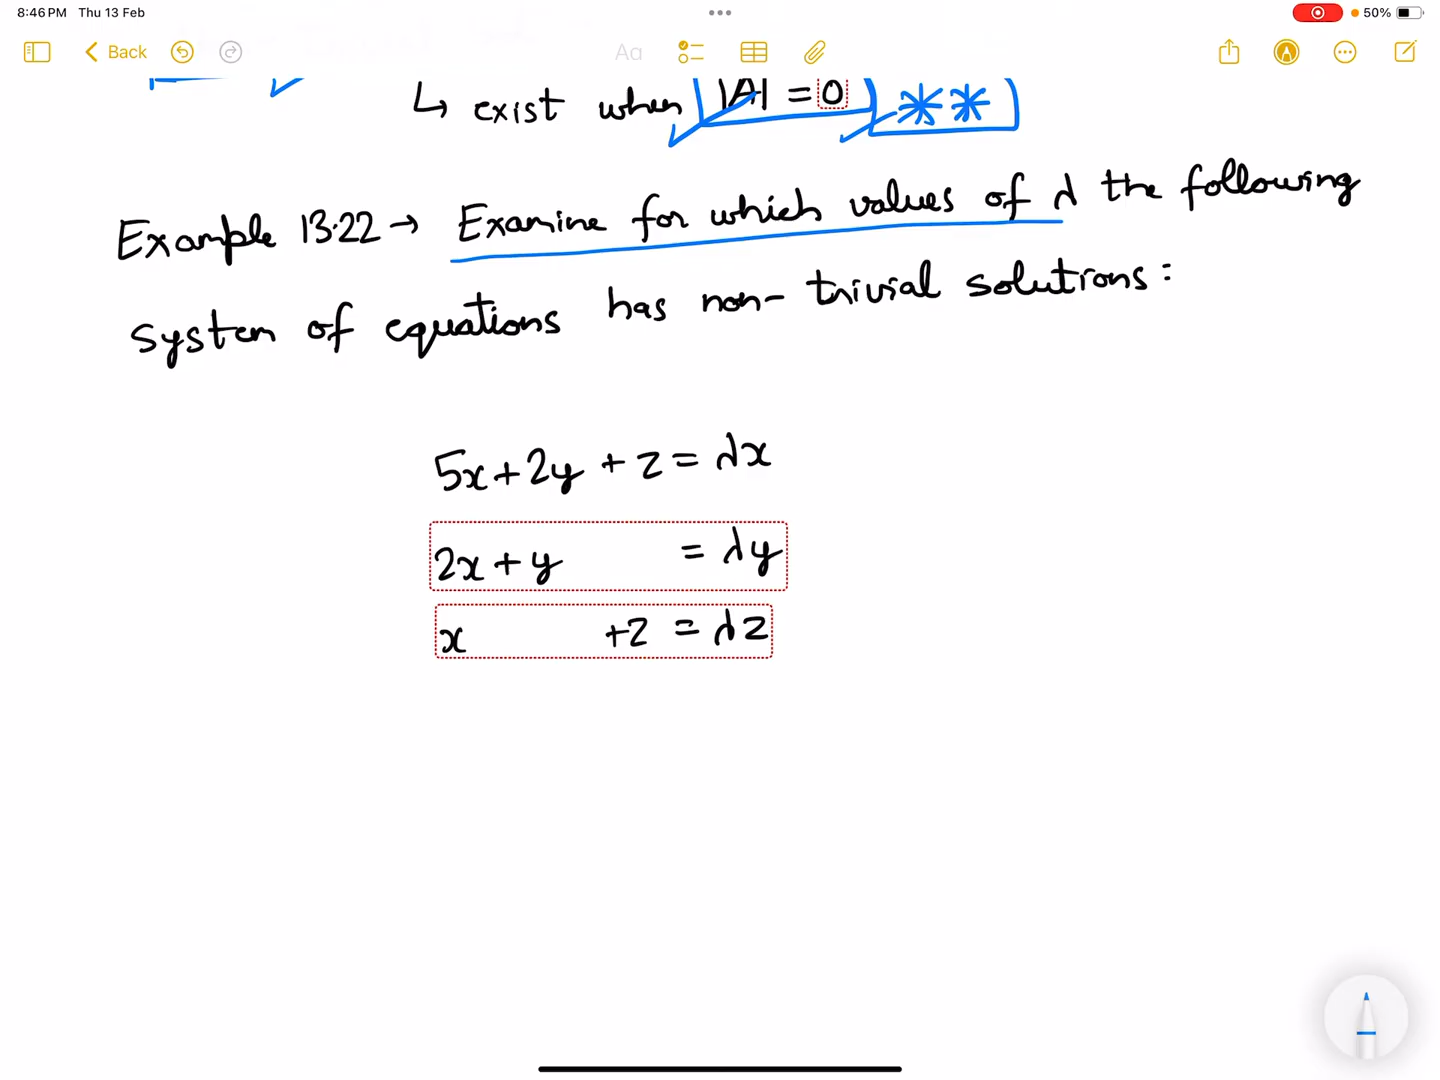 8:46 PM Thu 13 Feb
50%
Back
Aa
↳ exist when |A| = 0 **
Example 13.22 → Examine for which values of λ the following
system of equations has non-trivial solutions:
5x+2y+z=λx
2x+y =λy
x +z =λz